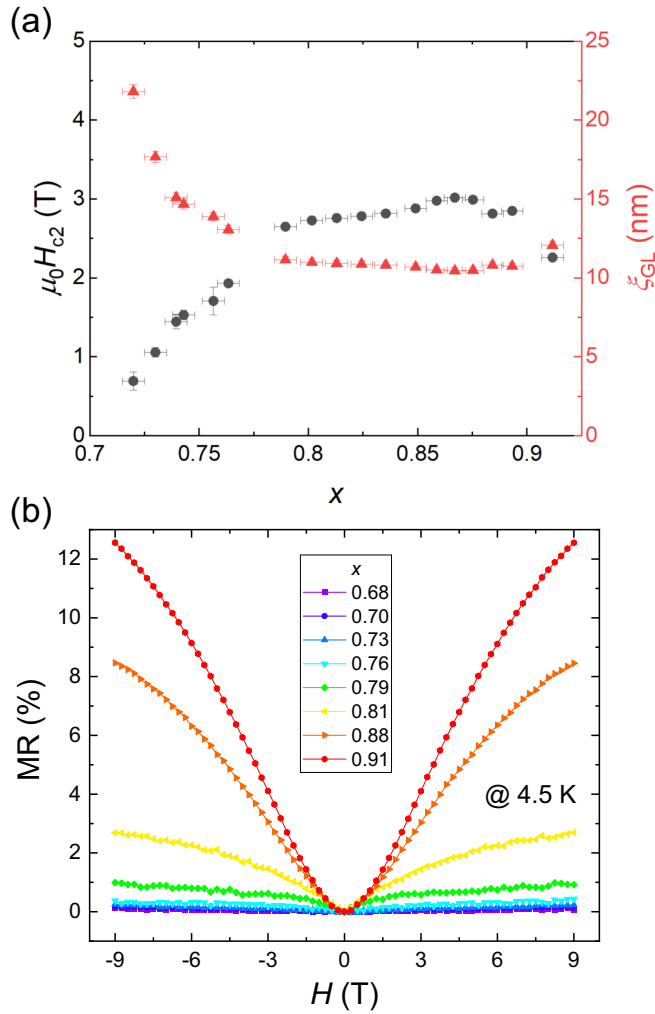 (a)
5
4
3
2
1
0
μ₀H_c2 (T)
25
20
15
10
5
0
ξ_GL (nm)
0.7 0.75 0.8 0.85 0.9
x
(b)
12
10
8
6
4
2
0
MR (%)
x
0.68
0.70
0.73
0.76
0.79
0.81
0.88
0.91
@ 4.5 K
-9 -6 -3 0 3 6 9
H (T)